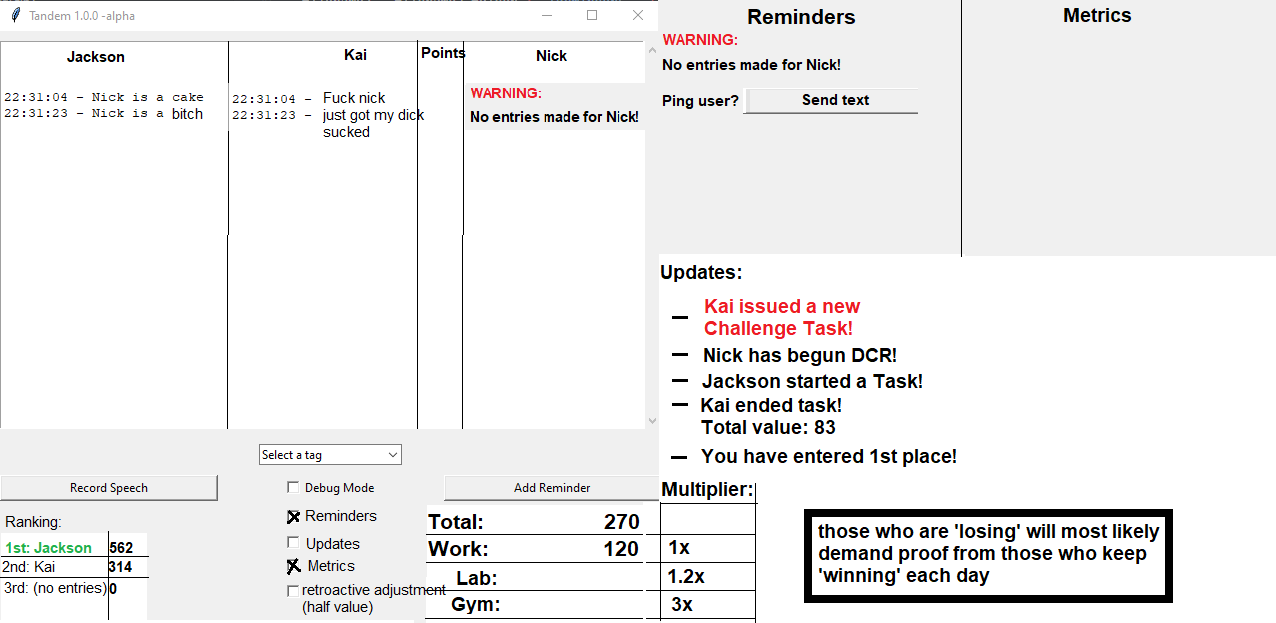 Tandem 1.0.0 -alpha
Jackson
22:31:04 - Nick is a cake
22:31:23 - Nick is a bitch
Kai
22:31:04 - Fuck nick
22:31:23 - just got my dick
sucked
Points
Nick
WARNING:
No entries made for Nick!
Reminders
WARNING:
No entries made for Nick!
Ping user? Send text
Metrics
Updates:
— Kai issued a new
Challenge Task!
— Nick has begun DCR!
— Jackson started a Task!
— Kai ended task!
Total value: 83
— You have entered 1st place!
Select a tag
Record Speech
Debug Mode
Add Reminder
Reminders
Updates
Metrics
retroactive adjustment
(half value)
Ranking:
1st: Jackson 562
2nd: Kai 314
3rd: (no entries) 0
Multiplier:
Total: 270
Work: 120 1x
Lab: 1.2x
Gym: 3x
those who are 'losing' will most likely
demand proof from those who keep
'winning' each day